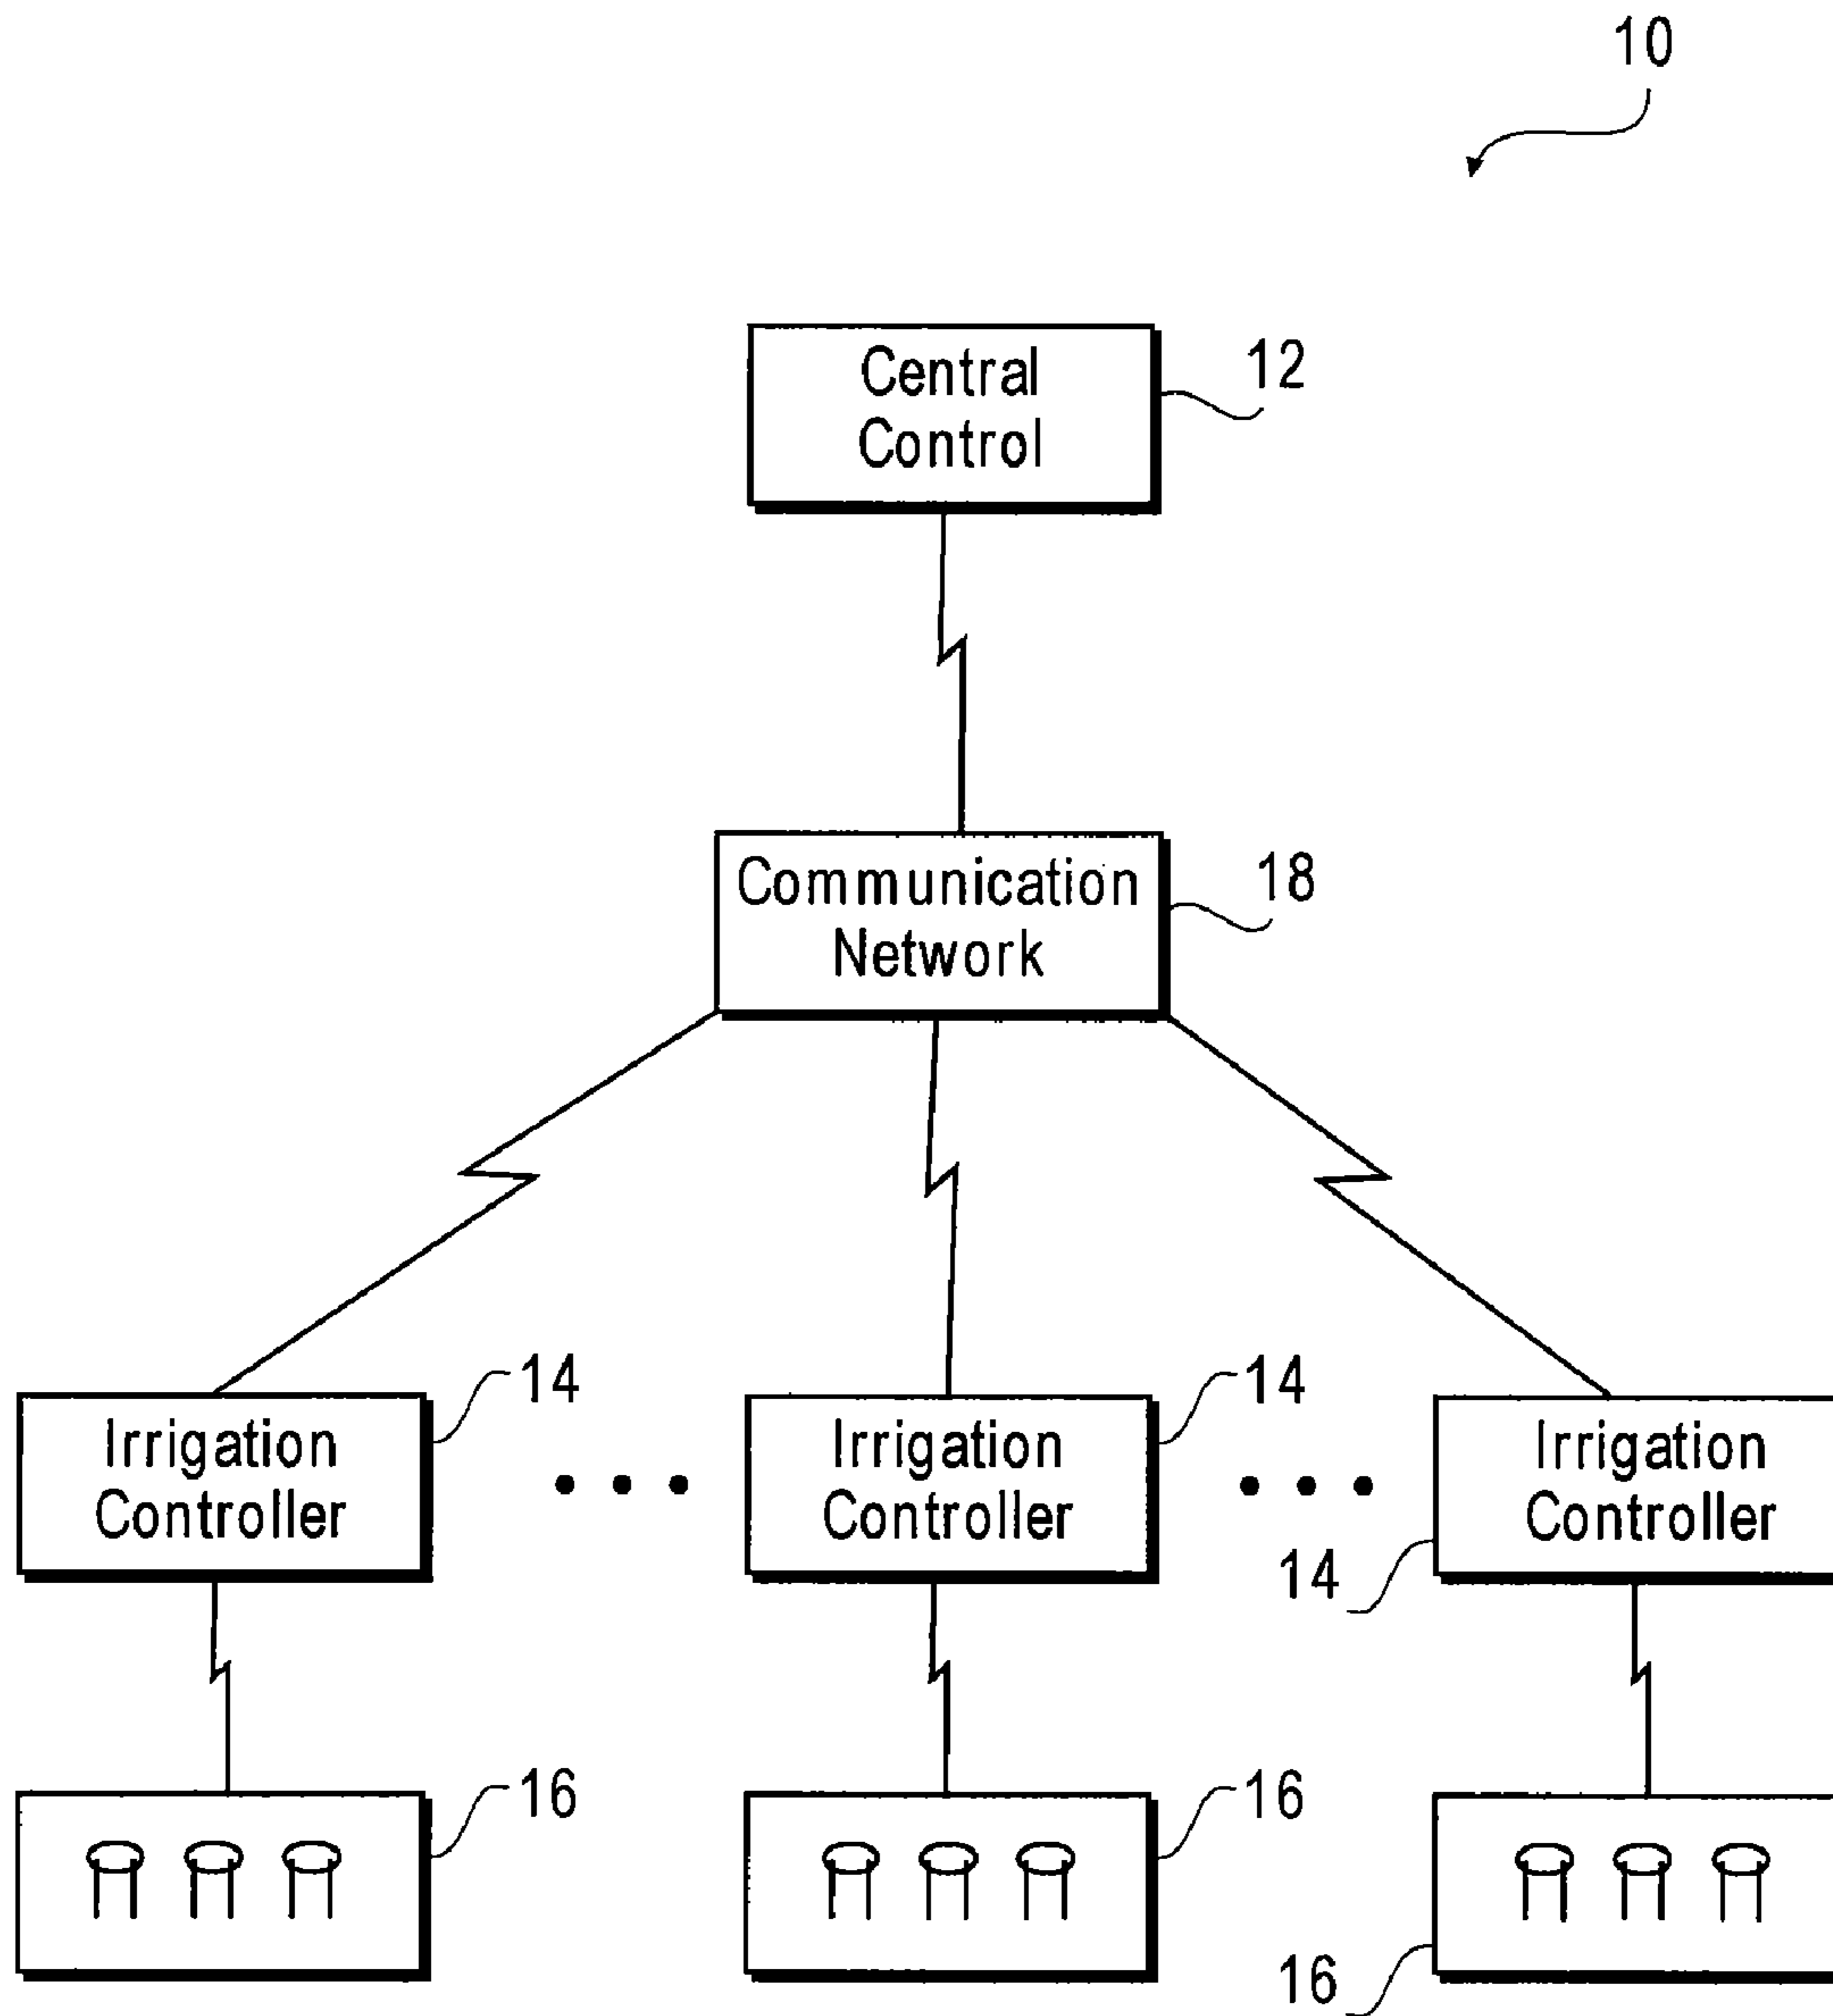 10
Central
Control
12
Communication
Network
18
14
14
Irrigation
Controller
Irrigation
Controller
Irrigation
Controller
14
16
16
16